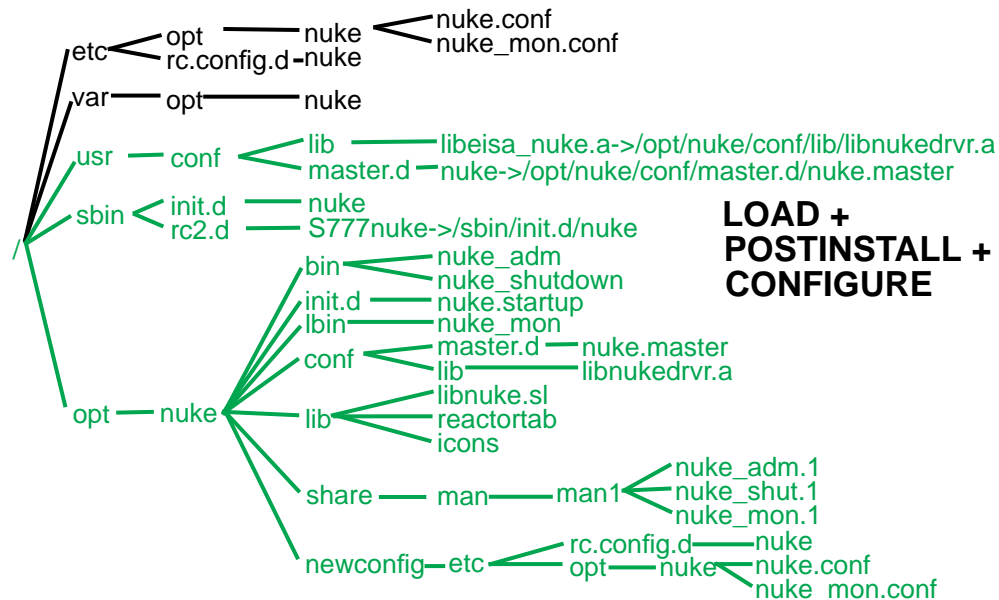 nuke.conf
etc opt nuke
nuke_mon.conf
rc.config.d nuke
var opt nuke
lib libeisa_nuke.a->/opt/nuke/conf/lib/libnukedrvr.a
usr conf
master.d nuke->/opt/nuke/conf/master.d/nuke.master
init.d nuke
sbin
rc2.d S777nuke->/sbin/init.d/nuke
LOAD +
POSTINSTALL +
CONFIGURE
/
bin nuke_adm
nuke_shutdown
init.d nuke.startup
lbin nuke_mon
conf master.d nuke.master
lib libnukedrvr.a
libnuke.sl
opt nuke lib reactortab
icons
nuke_adm.1
share man man1 nuke_shut.1
nuke_mon.1
rc.config.d nuke
newconfig etc opt nuke nuke.conf
nuke_mon.conf